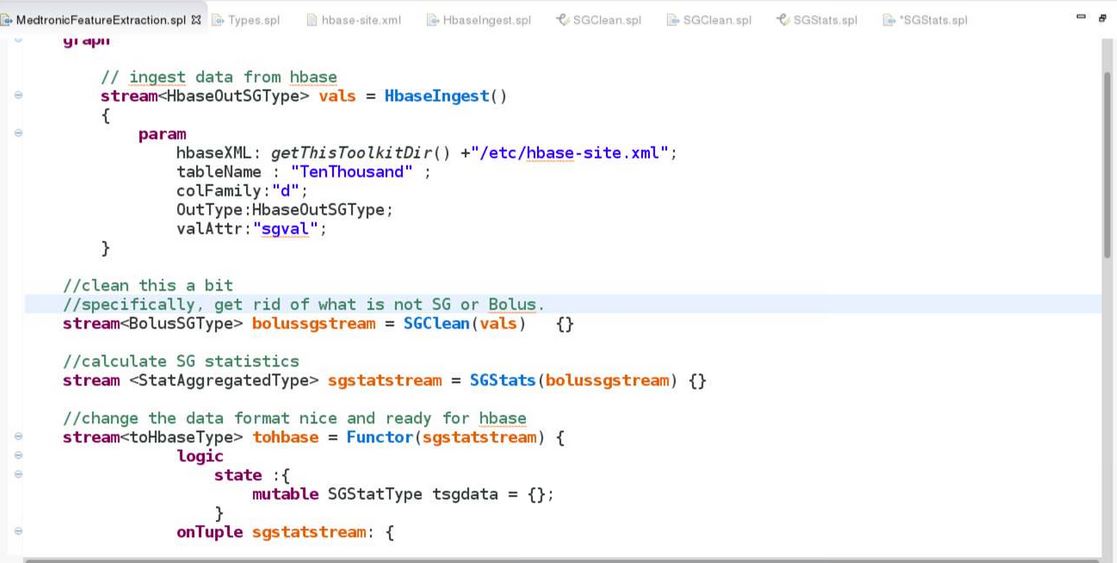 MedtronicFeatureExtraction.spl Types.spl hbase-site.xml HbaseIngest.spl SGClean.spl SGClean.spl SGStats.spl *SGStats.spl
graph
// ingest data from hbase
stream<HbaseOutSGType> vals = HbaseIngest()
{
param
hbaseXML: getThisToolkitDir() +"/etc/hbase-site.xml";
tableName : "TenThousand" ;
colFamily:"d";
OutType:HbaseOutSGType;
valAttr:"sgval";
}
//clean this a bit
//specifically, get rid of what is not SG or Bolus.
stream<BolusSGType> bolussgstream = SGClean(vals) {}
//calculate SG statistics
stream <StatAggregatedType> sgstatstream = SGStats(bolussgstream) {}
//change the data format nice and ready for hbase
stream<toHbaseType> tohbase = Functor(sgstatstream) {
logic
state :{
mutable SGStatType tsgdata = {};
}
onTuple sgstatstream: {